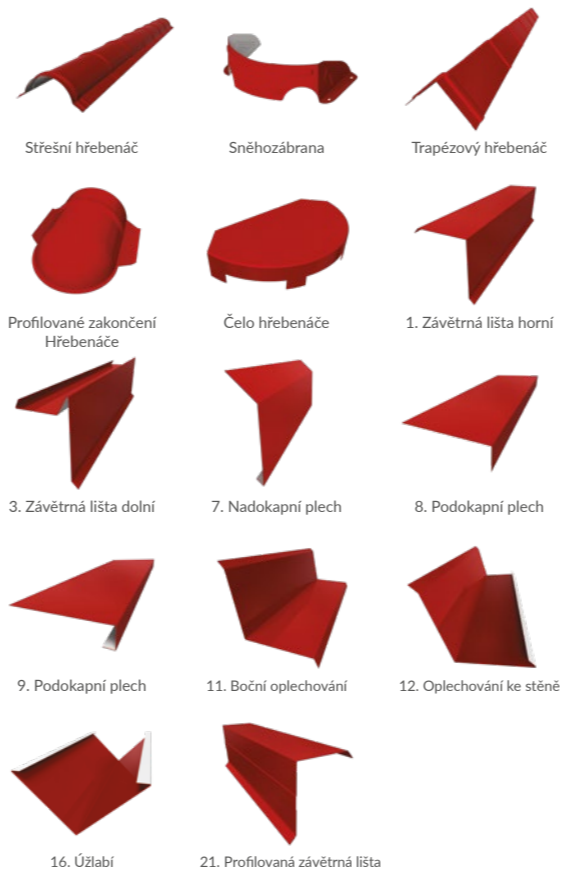 Střešní hřebenáč
Sněhozábrana
Trapézový hřebenáč
Profilované zakončení
Hřebenáče
Čelo hřebenáče
1. Závětrná lišta horní
3. Závětrná lišta dolní
7. Nadokapní plech
8. Podokapní plech
9. Podokapní plech
11. Boční oplechování
12. Oplechování ke stěně
16. Úžlabí
21. Profilovaná závětrná lišta